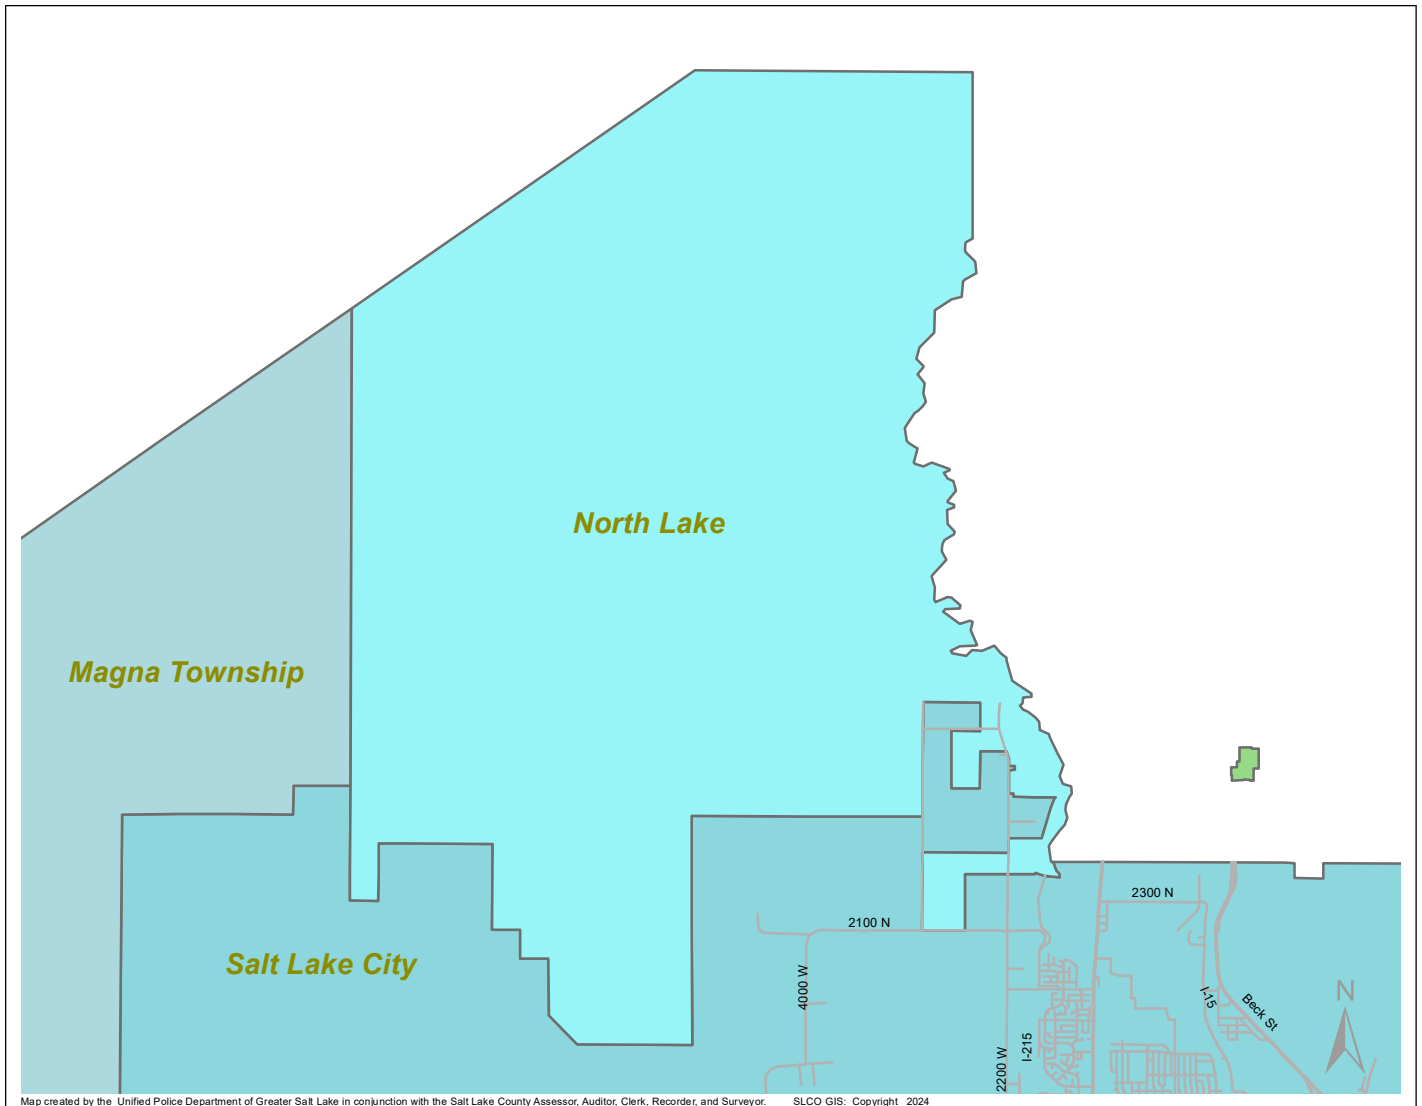 North Lake
Magna Township
2300 N
2100 N
Salt Lake City
4000 W
I-15
Beck St
N
I-215
2200 W
Map created by the Unified Police Department of Greater Salt Lake in conjunction with the Salt Lake County Assessor, Auditor, Clerk, Recorder, and Surveyor. SLCO GIS: Copyright 2024